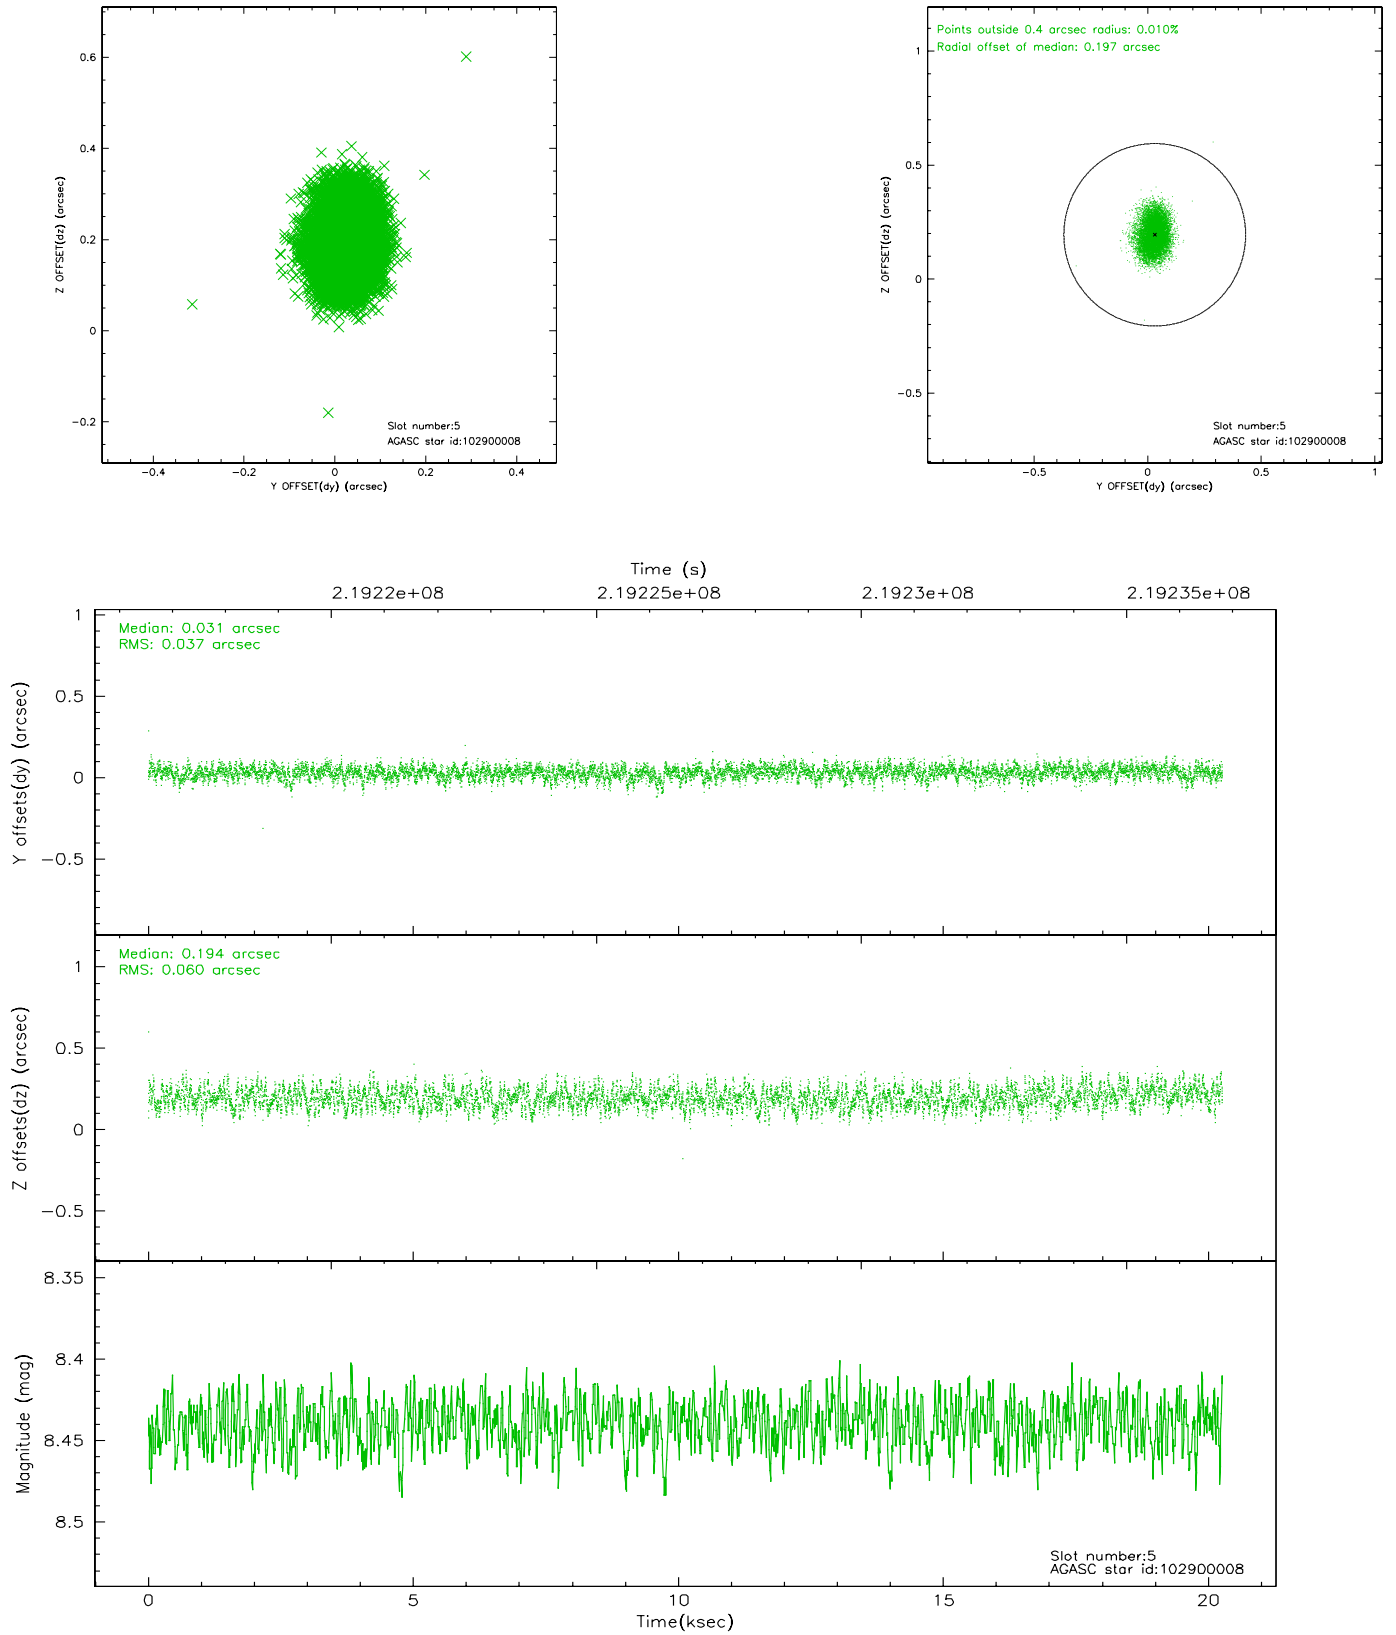 0.6
0.4
0.2
0
−0.2
Z OFFSET(dz) (arcsec)
Slot number:5
AGASC star id:102900008
−0.4
−0.2
0
0.2
0.4
Y OFFSET(dy) (arcsec)
Points outside 0.4 arcsec radius: 0.010%
Radial offset of median: 0.197 arcsec
1
0.5
0
−0.5
Z OFFSET(dz) (arcsec)
Slot number:5
AGASC star id:102900008
−0.5
0
0.5
1
Y OFFSET(dy) (arcsec)
Time (s)
2.1922e+08
2.19225e+08
2.1923e+08
2.19235e+08
Median: 0.031 arcsec
RMS: 0.037 arcsec
1
0.5
0
−0.5
Y offsets(dy) (arcsec)
Median: 0.194 arcsec
RMS: 0.060 arcsec
1
0.5
0
−0.5
Z offsets(dz) (arcsec)
8.35
8.4
8.45
8.5
Magnitude (mag)
Slot number:5
AGASC star id:102900008
0
5
10
15
20
Time(ksec)